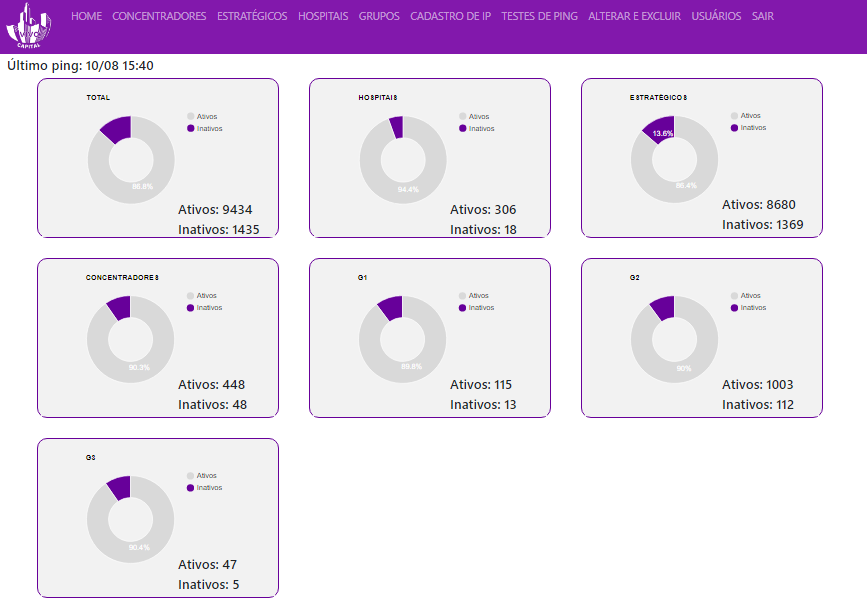 HOME CONCENTRADORES ESTRATÉGICOS HOSPITAIS GRUPOS CADASTRO DE IP TESTES DE PING ALTERAR E EXCLUIR USUÁRIOS SAIR
VIVO
CAPITAL
Último ping: 10/08 15:40
TOTAL
Ativos
Inativos
86.8%
Ativos: 9434
Inativos: 1435
HOSPITAIS
Ativos
Inativos
94.4%
Ativos: 306
Inativos: 18
ESTRATÉGICOS
Ativos
Inativos
13.6%
86.4%
Ativos: 8680
Inativos: 1369
CONCENTRADORES
Ativos
Inativos
90.3%
Ativos: 448
Inativos: 48
G1
Ativos
Inativos
89.8%
Ativos: 115
Inativos: 13
G2
Ativos
Inativos
90%
Ativos: 1003
Inativos: 112
G3
Ativos
Inativos
90.4%
Ativos: 47
Inativos: 5